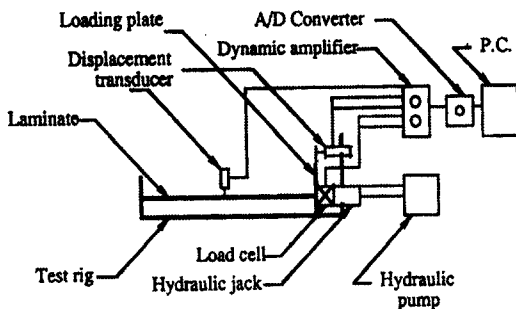 Loading plate
A/D Converter
Displacement
transducer
Dynamic amplifier
P.C.
Laminate
Load cell
Test rig
Hydraulic jack
Hydraulic
pump